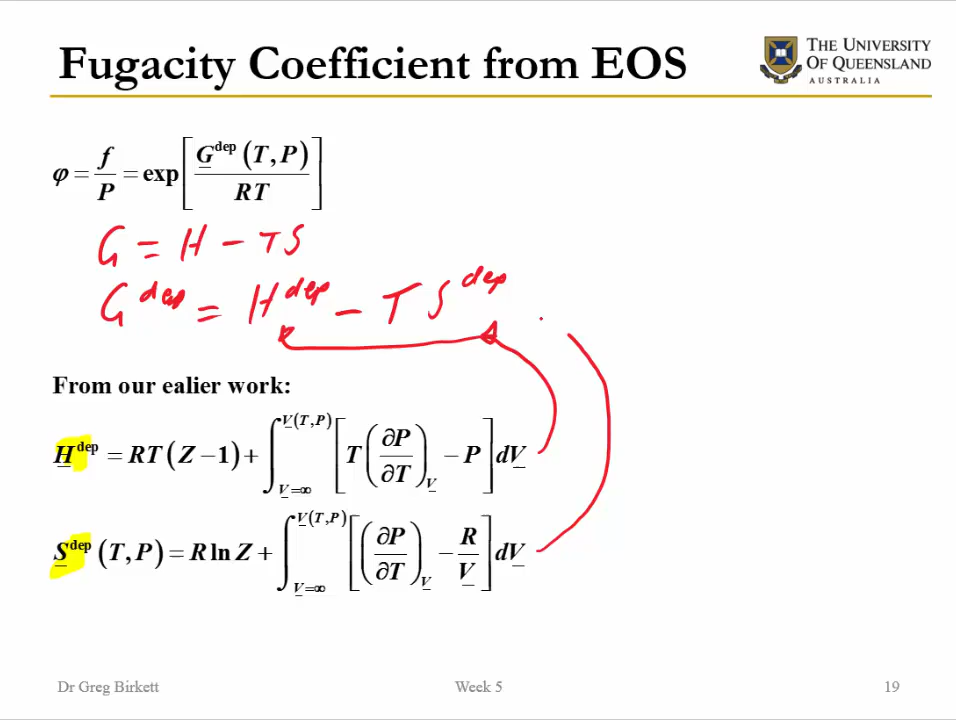 Fugacity Coefficient from EOS
THE UNIVERSITY
OF QUEENSLAND
AUSTRALIA
φ = f/P = exp[G^dep (T, P) / RT]
G = H - TS
G^dep = H^dep - T S^dep
From our ealier work:
H^dep = RT (Z - 1) + ∫_{V=∞}^{V(T,P)} [T (∂P/∂T)_V - P] dV
S^dep (T, P) = R ln Z + ∫_{V=∞}^{V(T,P)} [(∂P/∂T)_V - R/V] dV
Dr Greg Birkett Week 5 19